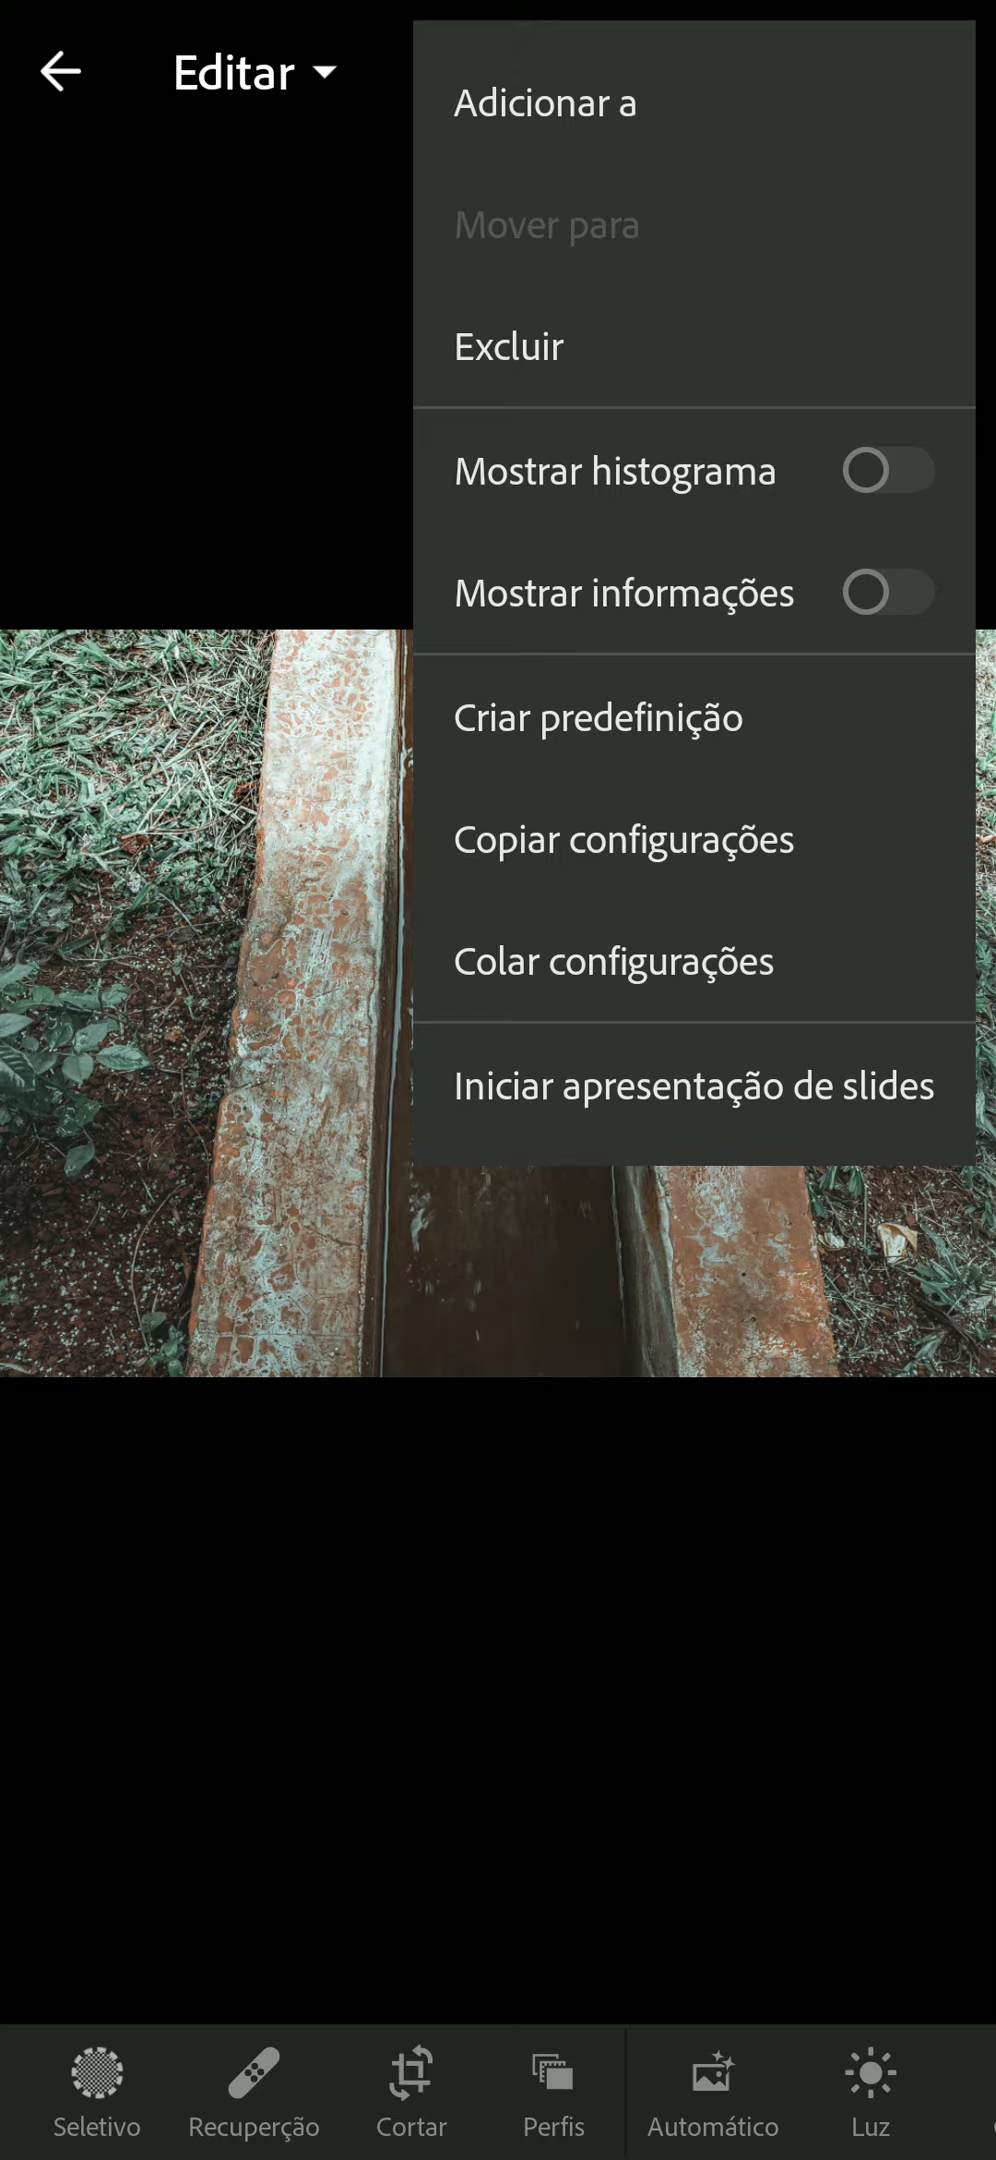 Editar
Adicionar a
Mover para
Excluir
Mostrar histograma
Mostrar informações
Criar predefinição
Copiar configurações
Colar configurações
Iniciar apresentação de slides
Seletivo
Recuperção
Cortar
Perfis
Automático
Luz